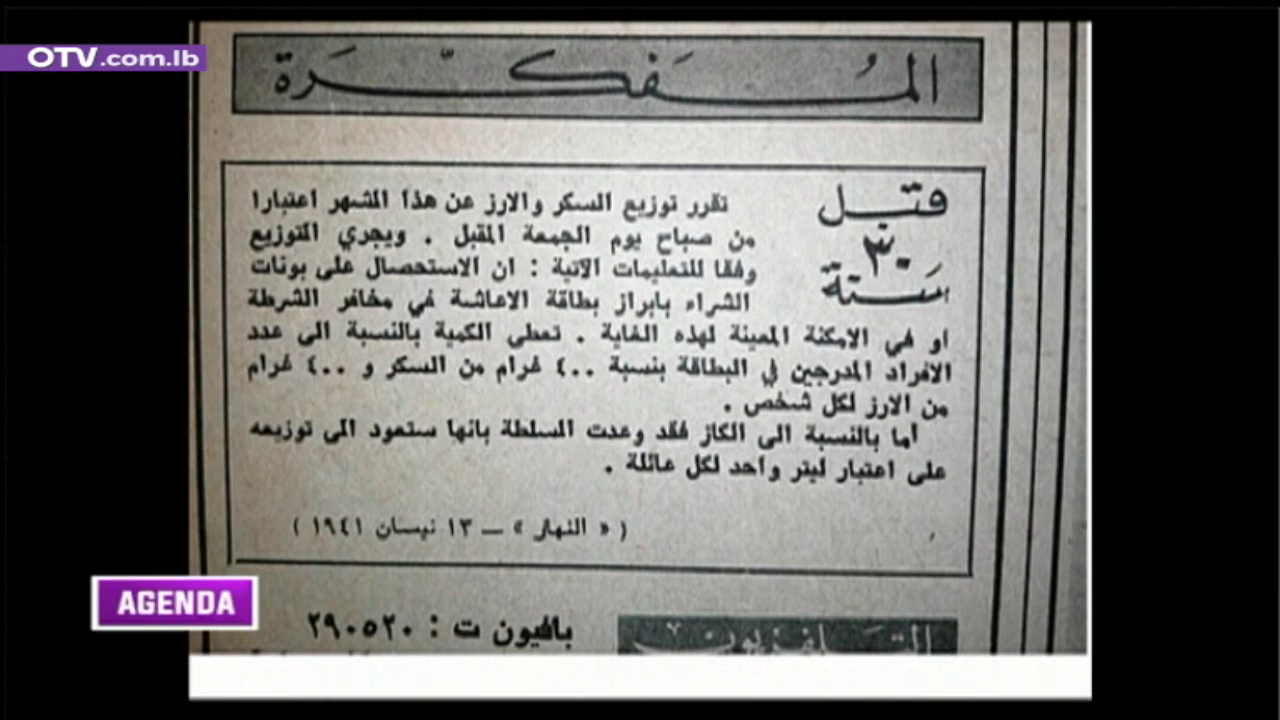 OTV.com.lb
المُفَكّرَة
قبَل
٣٠
سَنة
تقرر توزيع السكر والارز عن هذا الشهر اعتبارا
من صباح يوم الجمعة المقبل . ويجري التوزيع
وفقا للتعليمات الآتية : ان الاستحصال على بونات
الشراء بابراز بطاقة الاعاشة في مخافر الشرطة
او في الامكنة المعينة لهذه الغاية . تعطى الكمية بالنسبة الى عدد
الافراد المدرجين في البطاقة بنسبة ٤٠٠ غرام من السكر و ٤٠٠ غرام
من الارز لكل شخص .
أما بالنسبة الى الكاز فقد وعدت السلطة بانها ستعود الى توزيعه
على اعتبار ليتر واحد لكل عائلة .
( « النهار » — ١٣ نيسان ١٩٤١ )
AGENDA
بافيون ت : ٢٩٠٥٢٠
التلفزيون